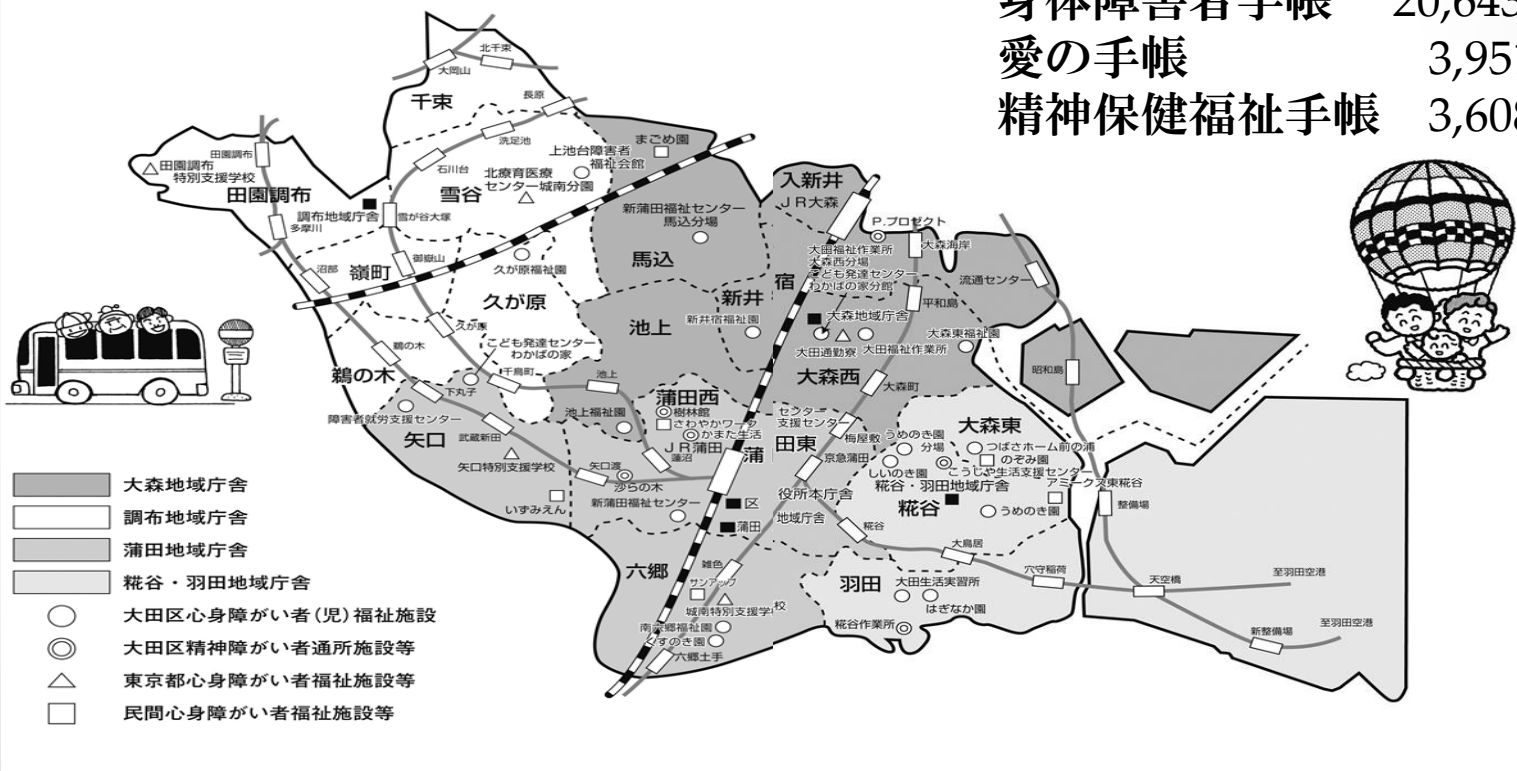 身体障害者手帳 20,643
愛の手帳 3,951
精神保健福祉手帳 3,608
北千束
大岡山
千束
長原
洗足池
まごめ園
上池台障害者
福祉会館
石川台
北療育医療
センター城南分園
雪谷
田園調布
田園調布
特別支援学校
田園調布
調布地域庁舎
雪が谷大塚
多摩川
御嶽山
沼部
嶺町
久が原福祉園
久が原
久が原
新蒲田福祉センター
馬込分場
馬込
入新井
JR大森
P.プロジェクト
大田福祉作業所
大森西分場
こども発達センター
わかばの家分館
大森海岸
流通センター
新井
宿
平和島
池上
新井宿福祉園
大森地域庁舎
大森東福祉園
大田通勤寮
大田福祉作業所
昭和島
鵜の木
鵜の木
こども発達センター
わかばの家
千鳥町
池上
大森西
大森町
下丸子
障害者就労支援センター
矢口
武蔵新田
池上福祉園
蒲田西
樹林館
さわやかワーク
かまた生活
センター
支援センター
JR蒲田
蓮沼
蒲
田東
梅屋敷
京急蒲田
うめのき園
分場
大森東
つばさホーム前の浦
のぞみ園
しいのき園
こうじや生活支援センター
糀谷・羽田地域庁舎
アミークス東糀谷
矢口特別支援学校
矢口渡
沙らの木
いずみえん
新蒲田福祉センター
区
役所本庁舎
蒲田
地域庁舎
糀谷
うめのき園
整備場
糀谷
大鳥居
六郷
雑色
サンアップ
城南特別支援学校
羽田
大田生活実習所
はぎなか園
穴守稲荷
天空橋
至羽田空港
南六郷福祉園
くすのき園
糀谷作業所
新整備場
至羽田空港
六郷土手
大森地域庁舎
調布地域庁舎
蒲田地域庁舎
糀谷・羽田地域庁舎
大田区心身障がい者(児)福祉施設
大田区精神障がい者通所施設等
東京都心身障がい者福祉施設等
民間心身障がい者福祉施設等